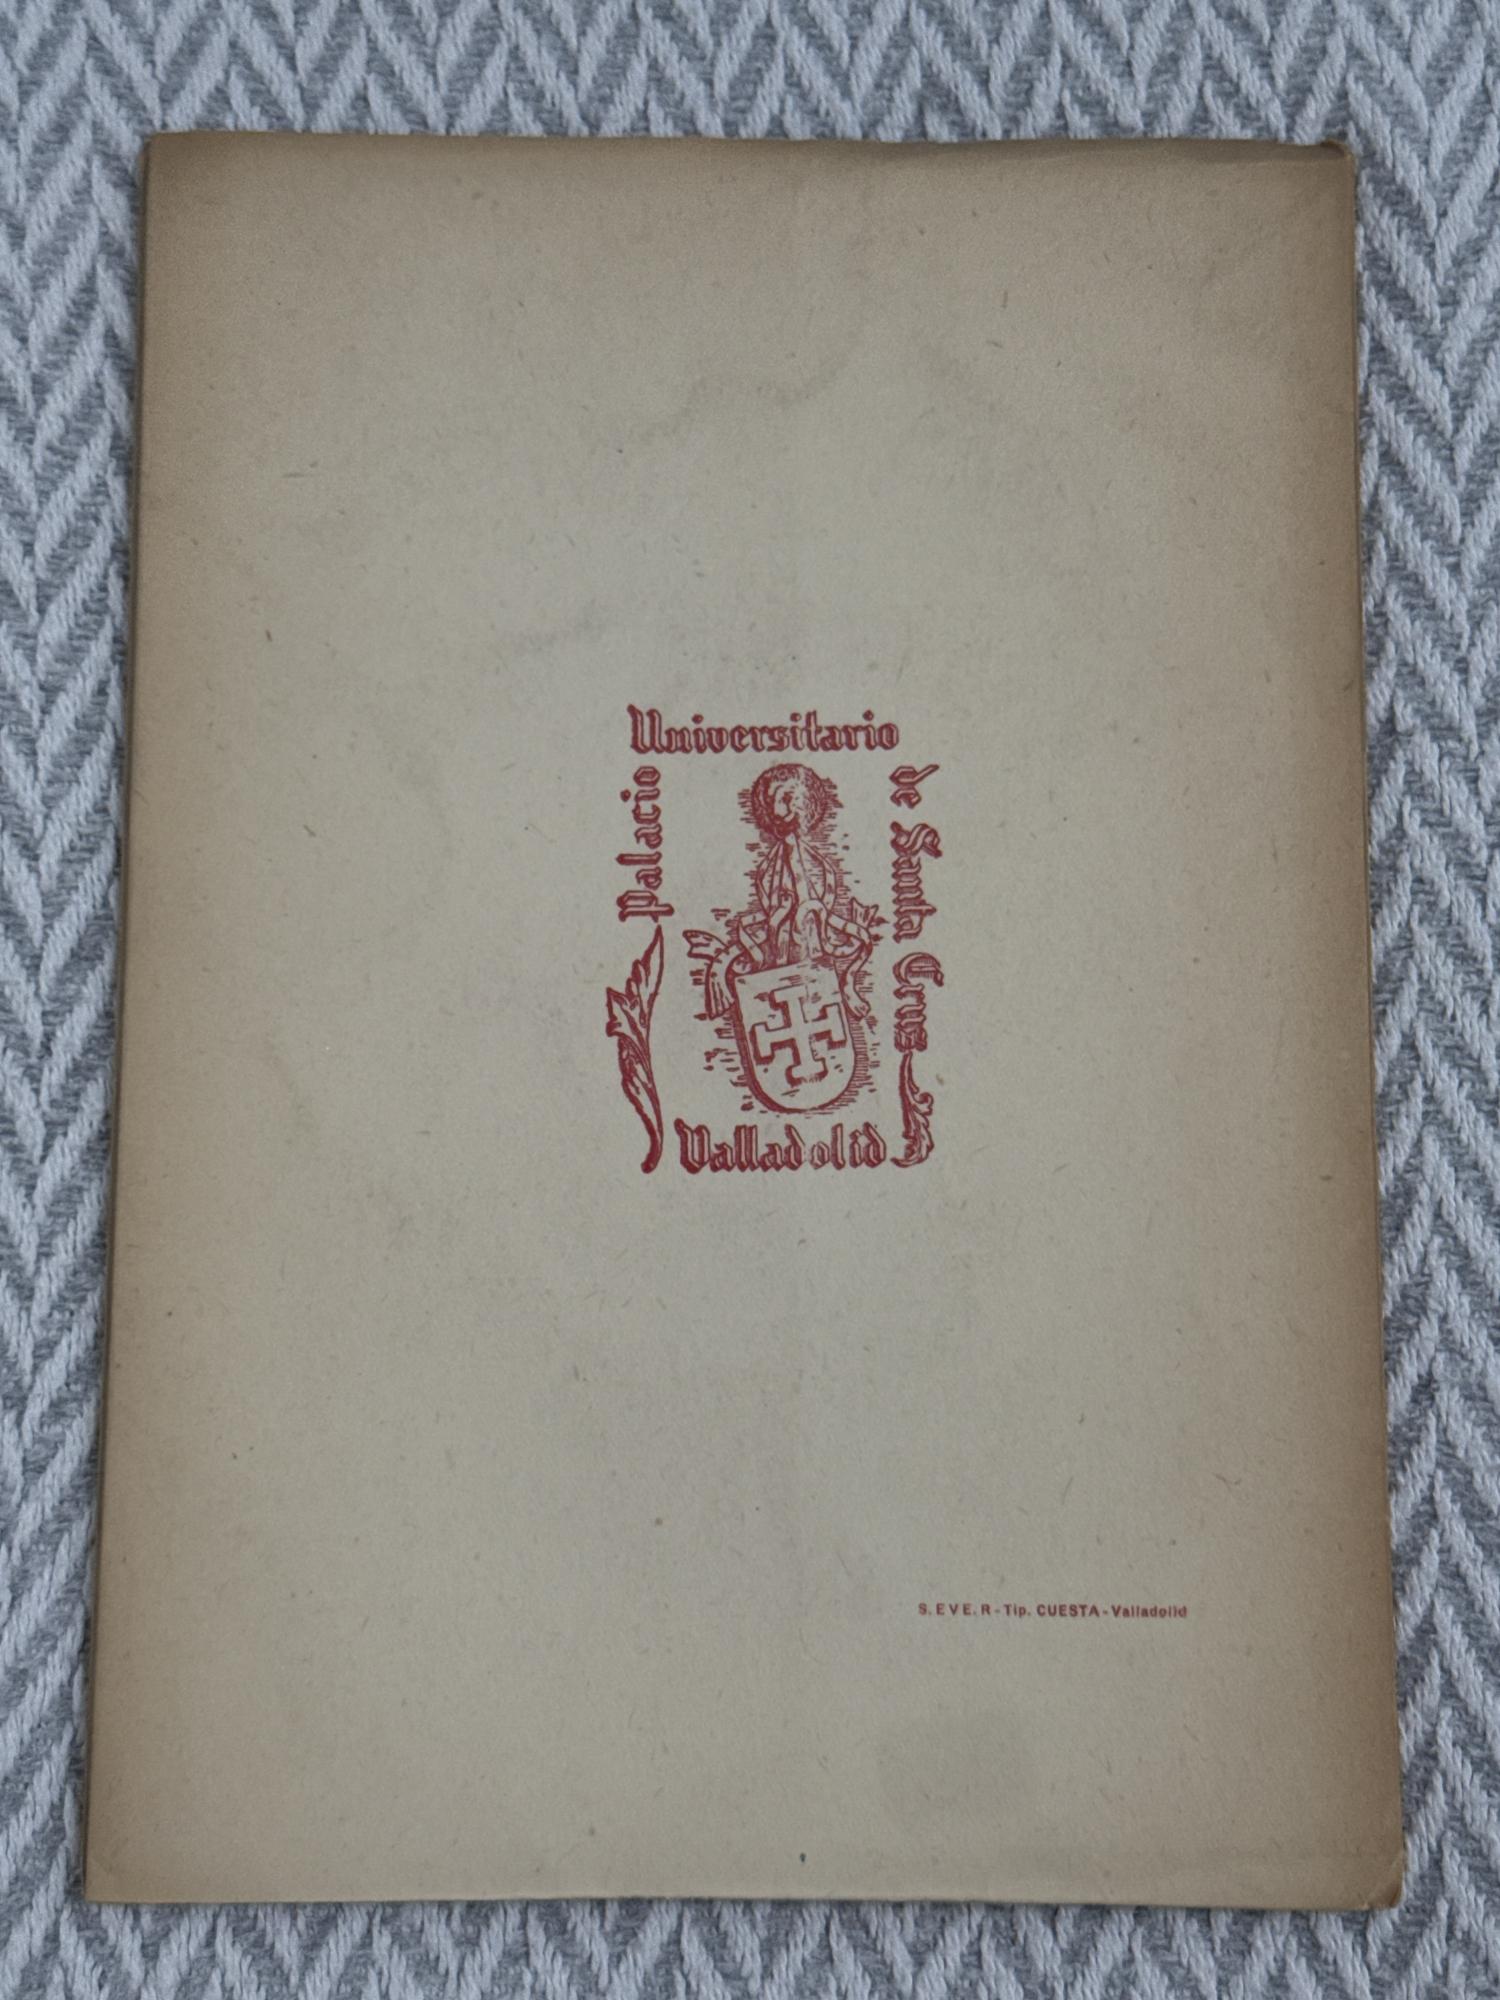 Palacio
Universitario
de Santa Cruz
Valladolid
S. EVE. R - Tip. CUESTA - Valladolid